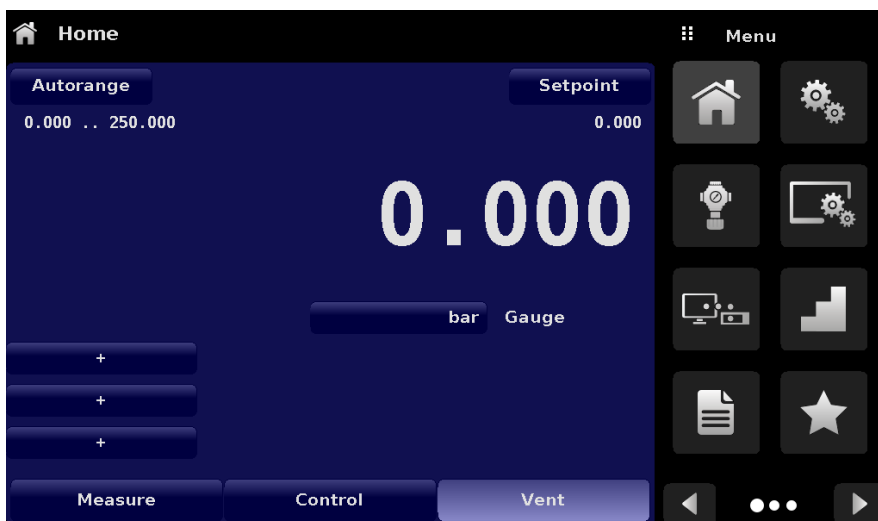 Home
Menu
Autorange
Setpoint
0.000 .. 250.000
0.000
0.000
bar Gauge
+
+
+
Measure
Control
Vent